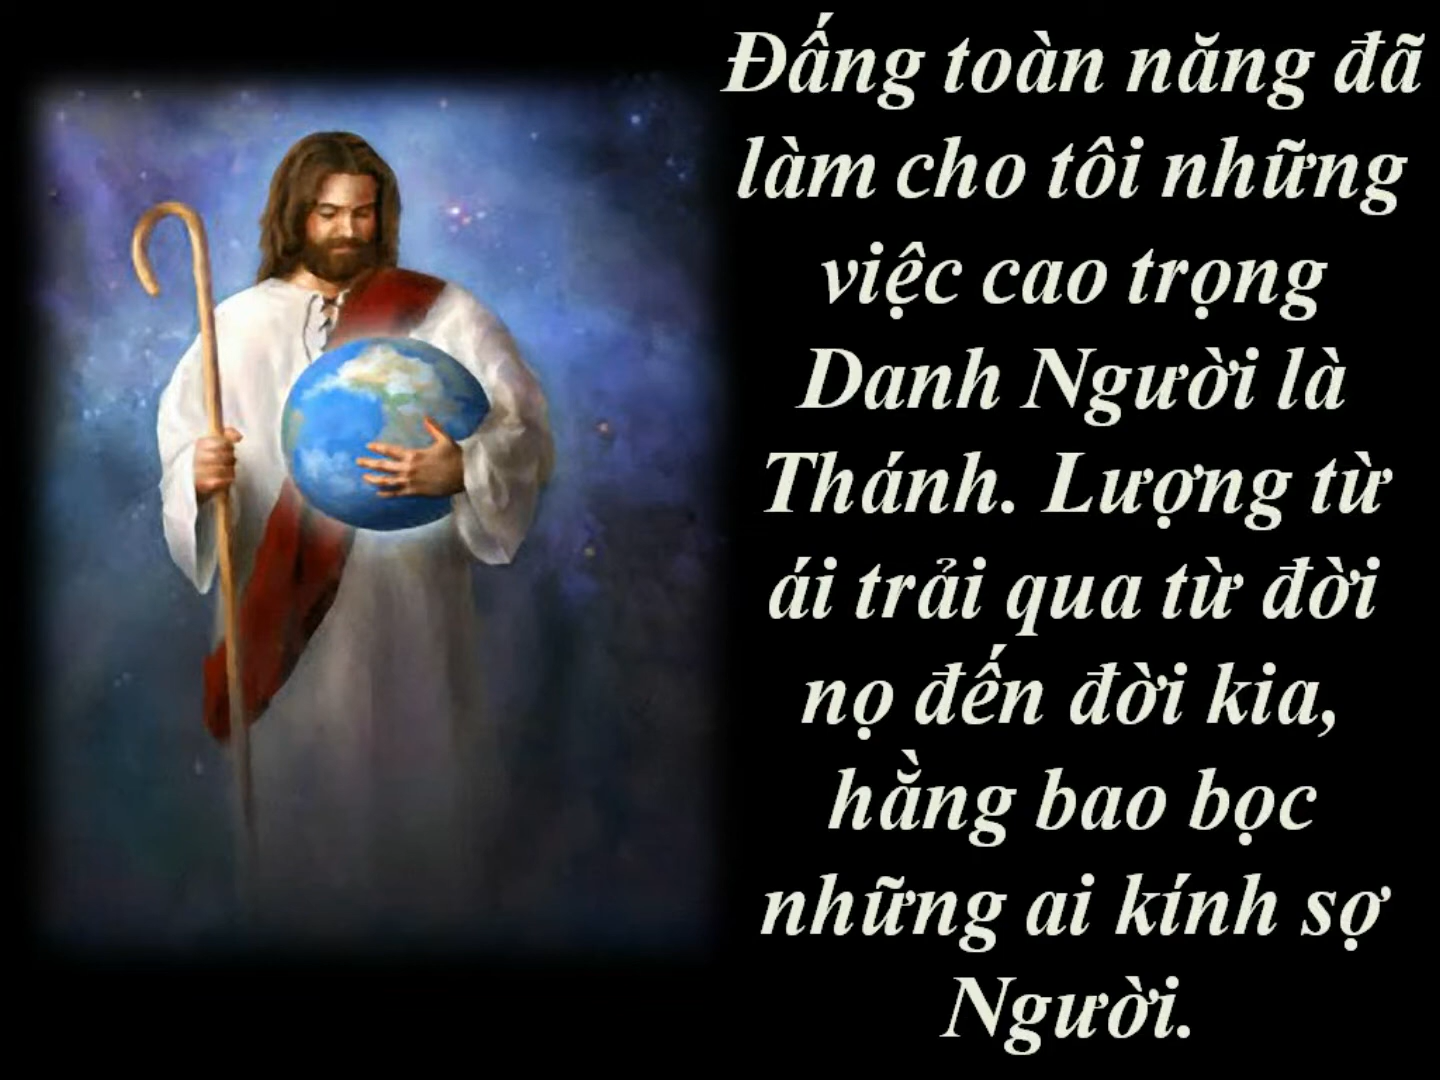 Đấng toàn năng đã
làm cho tôi những
việc cao trọng
Danh Người là
Thánh. Lượng từ
ái trải qua từ đời
nọ đến đời kia,
hằng bao bọc
những ai kính sợ
Người.